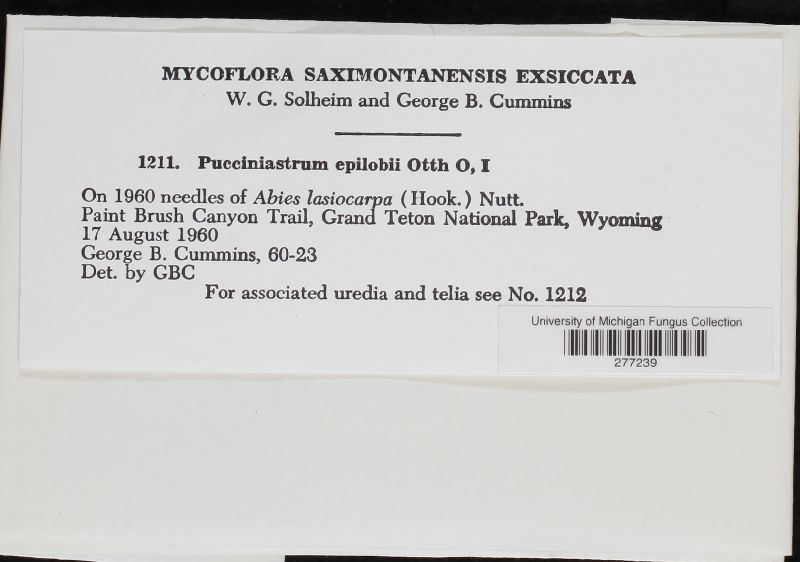 MYCOFLORA SAXIMONTANENSIS EXSICCATA
W. G. Solheim and George B. Cummins
1211. Pucciniastrum epilobii Otth O, I
On 1960 needles of Abies lasiocarpa (Hook.) Nutt.
Paint Brush Canyon Trail, Grand Teton National Park, Wyoming
17 August 1960
George B. Cummins, 60-23
Det. by GBC
For associated uredia and telia see No. 1212
University of Michigan Fungus Collection
277239